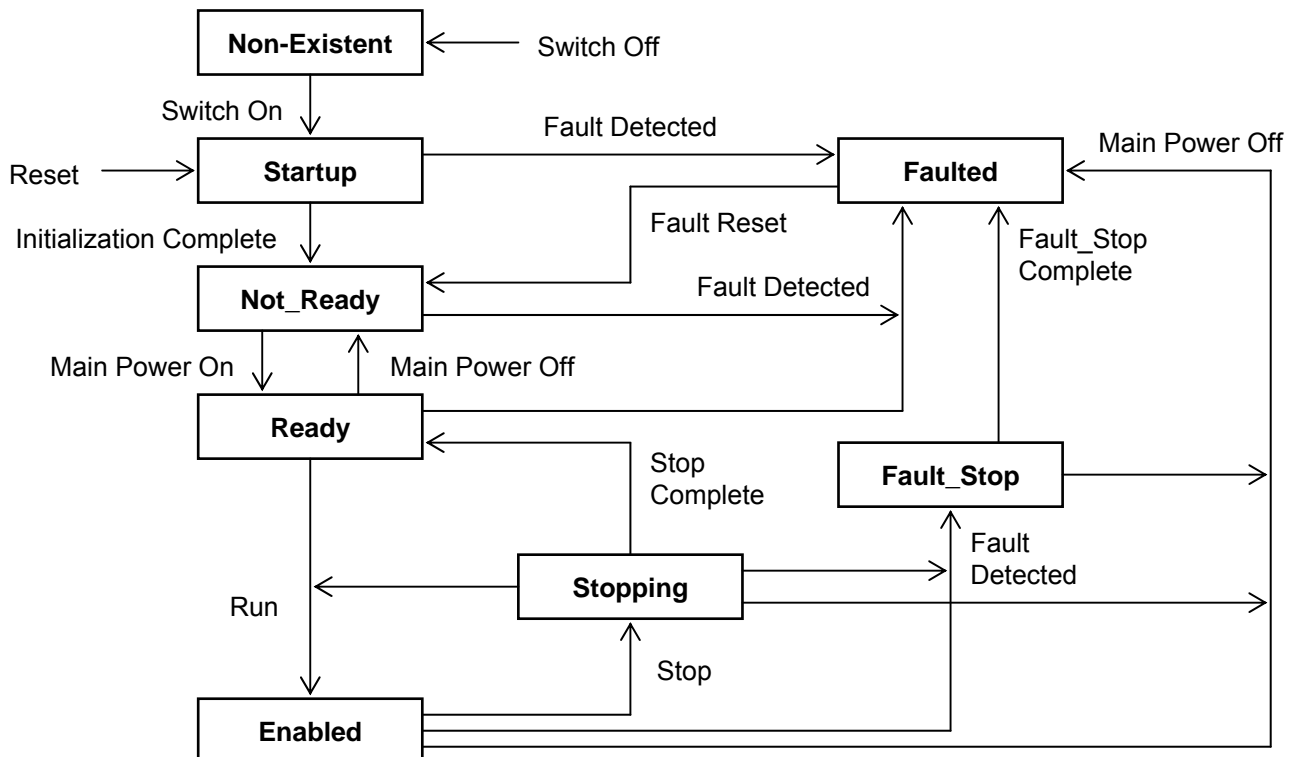 Non-Existent
Switch Off
Switch On
Fault Detected
Main Power Off
Reset
Startup
Faulted
Fault Reset
Initialization Complete
Fault_Stop
Complete
Not_Ready
Fault Detected
Main Power On
Main Power Off
Ready
Stop
Complete
Fault_Stop
Fault
Detected
Stopping
Run
Stop
Enabled